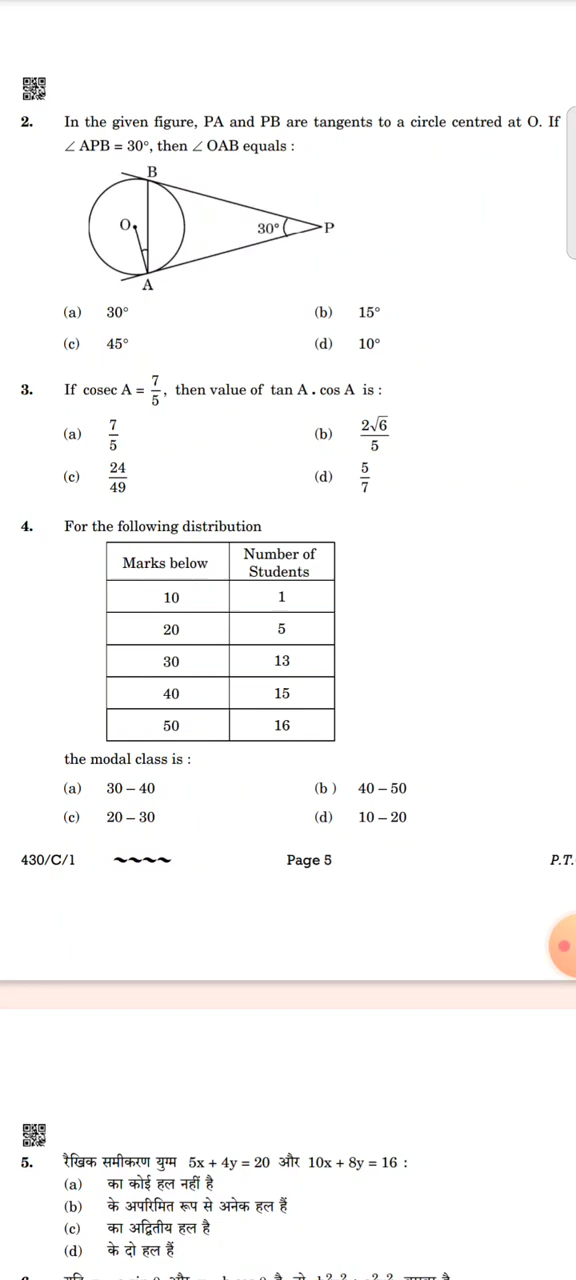 2. In the given figure, PA and PB are tangents to a circle centred at O. If
∠ APB = 30°, then ∠ OAB equals :
B
O
30°
P
A
(a) 30° (b) 15°
(c) 45° (d) 10°
3. If cosec A = 7/5, then value of tan A . cos A is :
(a) 7/5 (b) 2√6/5
(c) 24/49 (d) 5/7
4. For the following distribution
Marks below Number of Students
10 1
20 5
30 13
40 15
50 16
the modal class is :
(a) 30 – 40 (b ) 40 – 50
(c) 20 – 30 (d) 10 – 20
430/C/1 Page 5 P.T.
5. रैखिक समीकरण युग्म 5x + 4y = 20 और 10x + 8y = 16 :
(a) का कोई हल नहीं है
(b) के अपरिमित रूप से अनेक हल हैं
(c) का अद्वितीय हल है
(d) के दो हल हैं